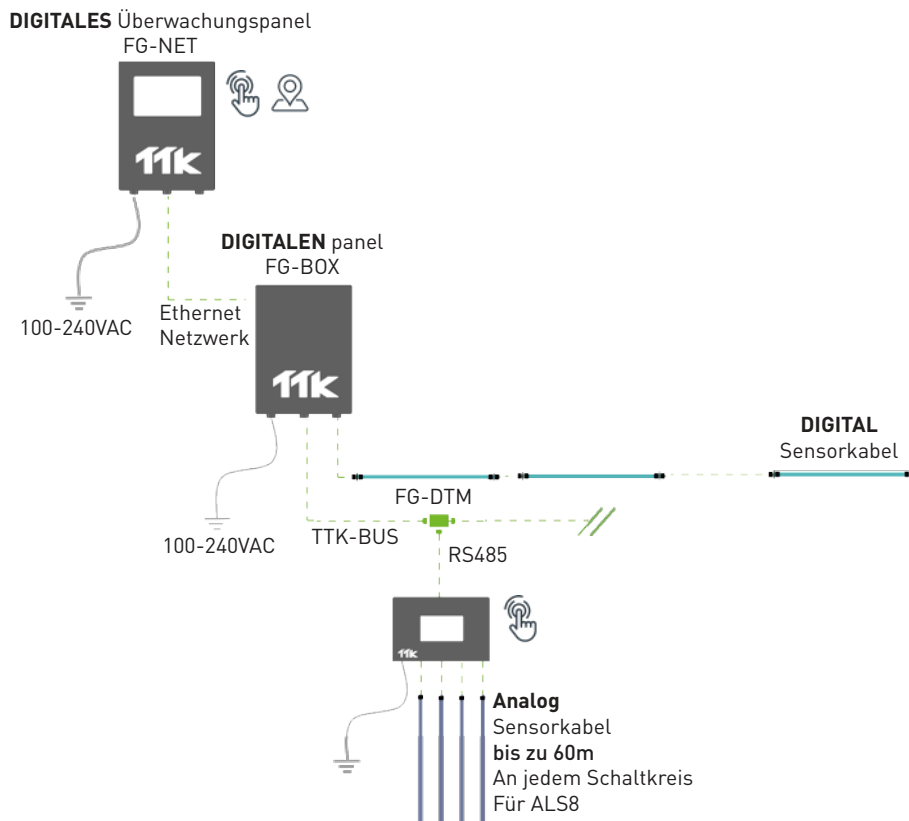 DIGITALES Überwachungspanel
FG-NET
TTK
100-240VAC
Ethernet
Netzwerk
DIGITALEN panel
FG-BOX
TTK
100-240VAC
DIGITAL
Sensorkabel
FG-DTM
TTK-BUS
RS485
TTK
Analog
Sensorkabel
bis zu 60m
An jedem Schaltkreis
Für ALS8